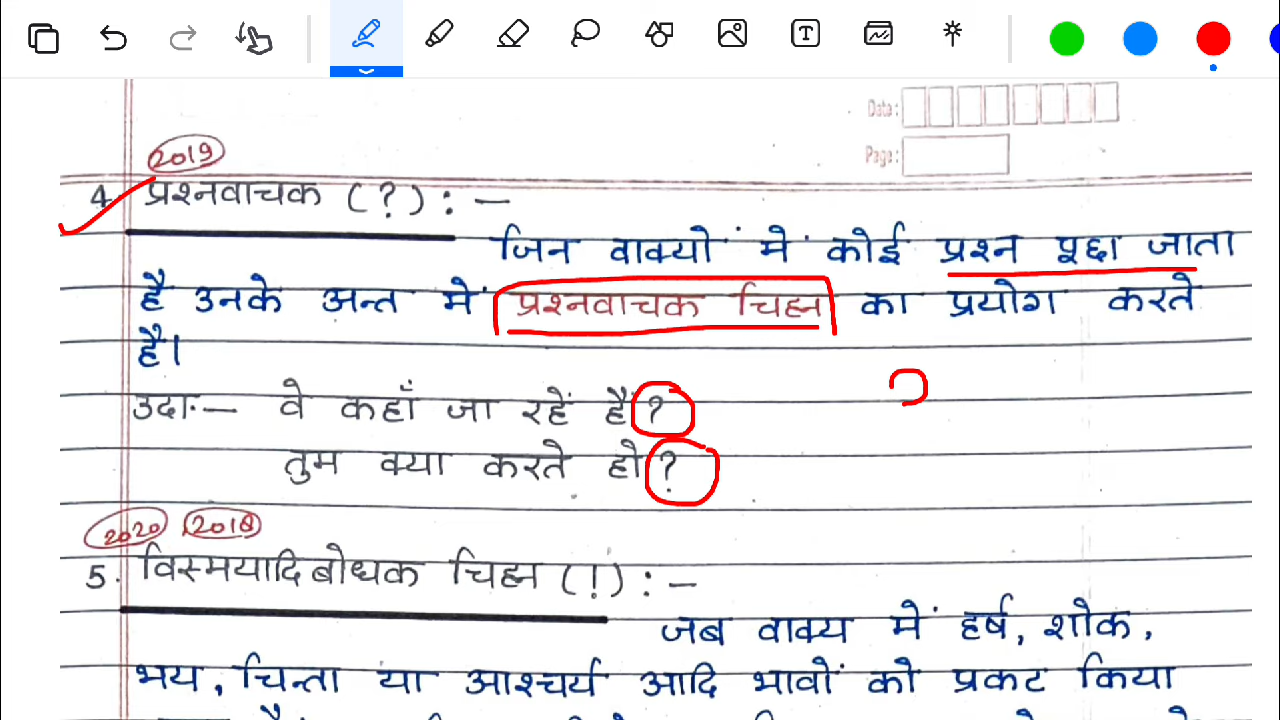 Date:
Page:
2019
4. प्रश्नवाचक (?) : —
जिन वाक्यों में कोई प्रश्न पूछा जाता
है उनके अन्त में प्रश्नवाचक चिह्न का प्रयोग करते
है।
उदाः— वे कहाँ जा रहें हैं ?
तुम क्या करते हो ?
2020 2018
5. विस्मयादिबोधक चिह्न (!) : —
जब वाक्य में हर्ष, शोक,
भय, चिन्ता या आश्चर्य आदि भावों को प्रकट किया